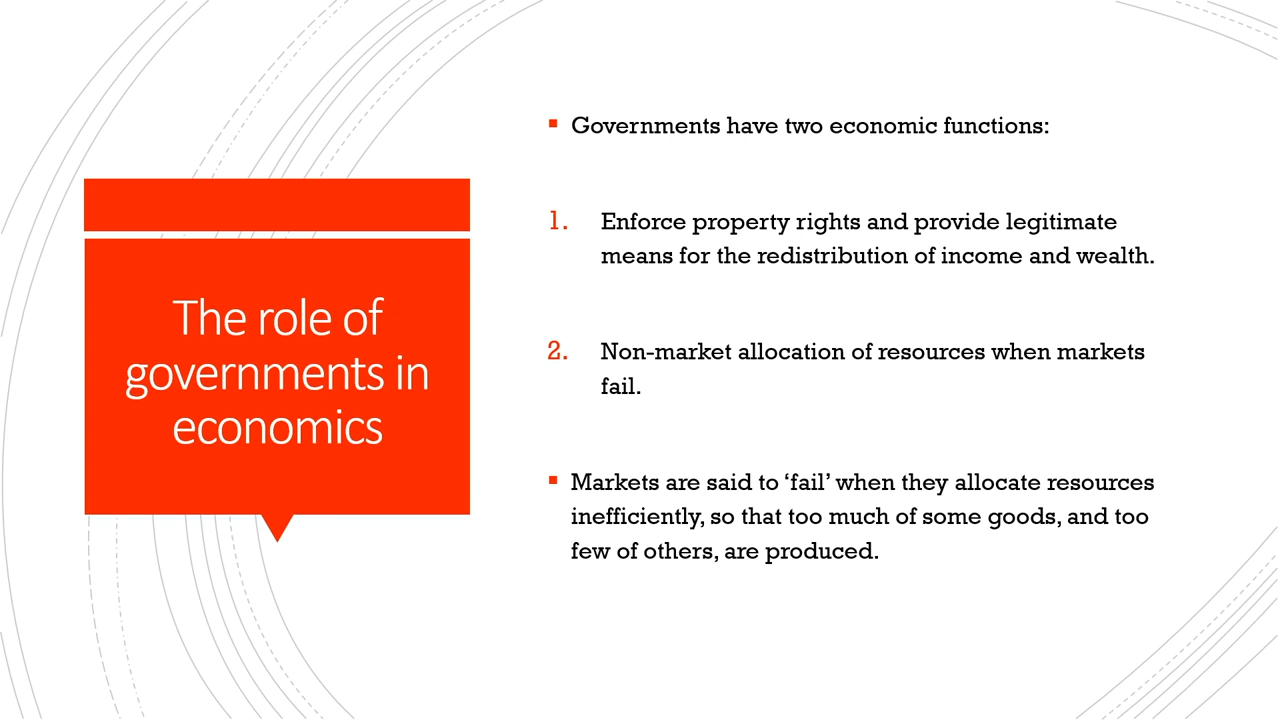 The role of
governments in
economics
▪ Governments have two economic functions:
1. Enforce property rights and provide legitimate
means for the redistribution of income and wealth.
2. Non-market allocation of resources when markets
fail.
▪ Markets are said to ‘fail’ when they allocate resources
inefficiently, so that too much of some goods, and too
few of others, are produced.